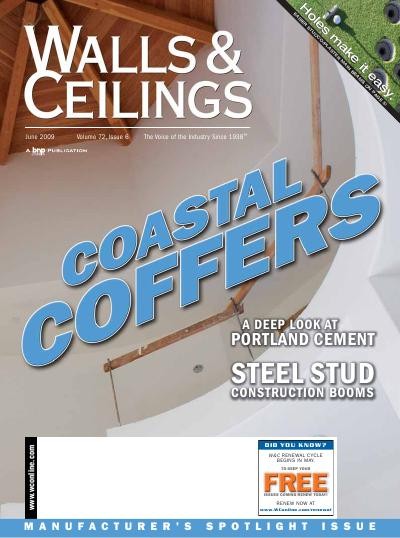 WALLS &
CEILINGS
June 2009 Volume 72, Issue 6 The Voice of the Industry Since 1938™
A bnp PUBLICATION
Holes make it easy.
COASTAL
COFFERS
A DEEP LOOK AT
PORTLAND CEMENT
STEEL STUD
CONSTRUCTION BOOMS
www.wconline.com
DID YOU KNOW?
W&C RENEWAL CYCLE
BEGINS IN MAY.
TO KEEP YOUR
FREE
ISSUES COMING RENEW TODAY!
RENEW NOW AT
www.WConline.com/renewal
MANUFACTURER'S SPOTLIGHT ISSUE